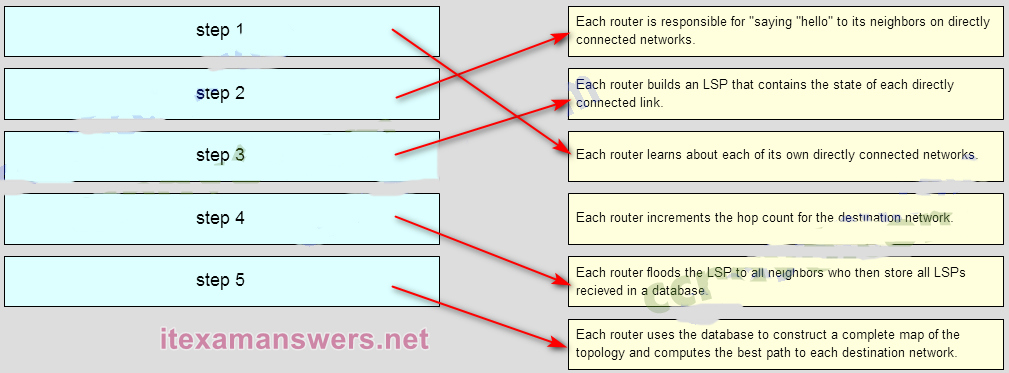 step 1
step 2
step 3
step 4
step 5
Each router is responsible for "saying "hello" to its neighbors on directly
connected networks.
Each router builds an LSP that contains the state of each directly
connected link.
Each router learns about each of its own directly connected networks.
Each router increments the hop count for the destination network.
Each router floods the LSP to all neighbors who then store all LSPs
recieved in a database.
Each router uses the database to construct a complete map of the
topology and computes the best path to each destination network.
itexamanswers.net